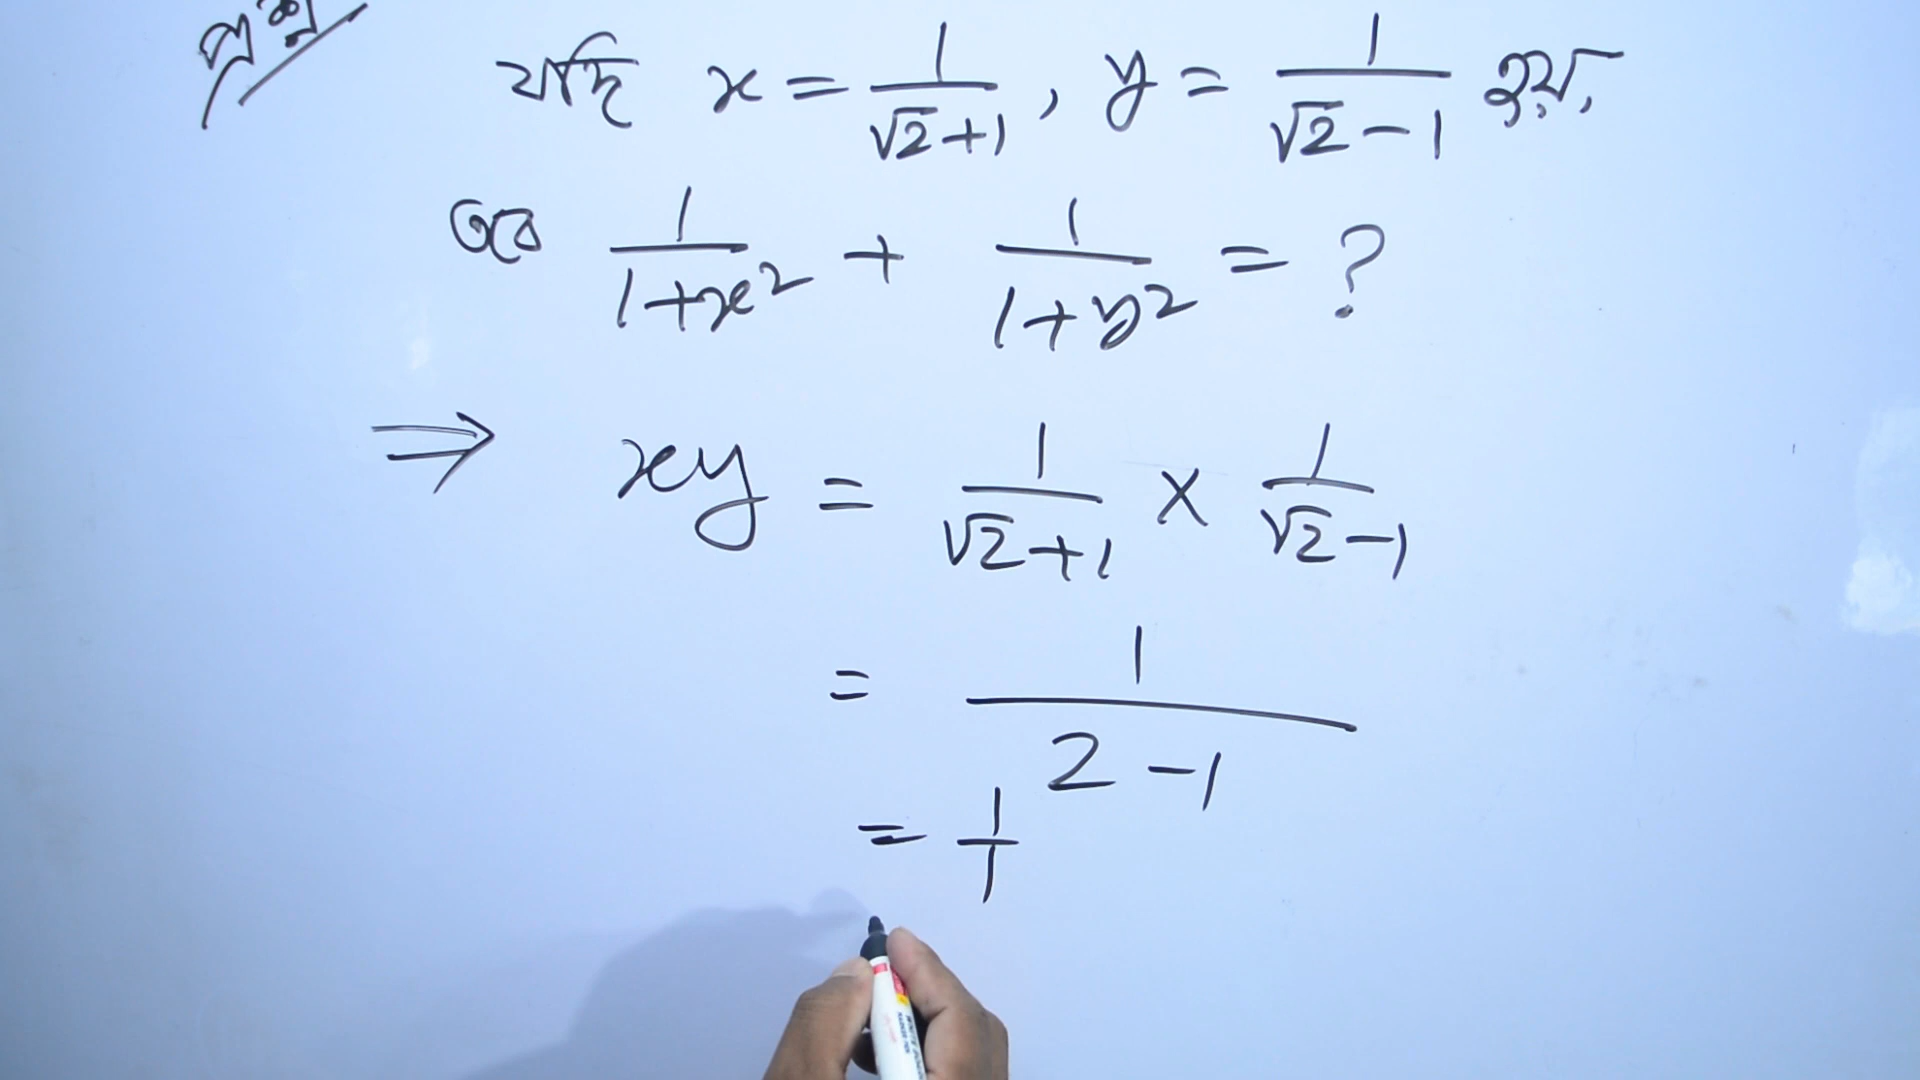 প্রশ্ন
যদি x = 1/(√2+1), y = 1/(√2-1) হয়,
তবে 1/(1+x²) + 1/(1+y²) = ?
⇒ xy = 1/(√2+1) × 1/(√2-1)
= 1/(2-1)
= 1/1